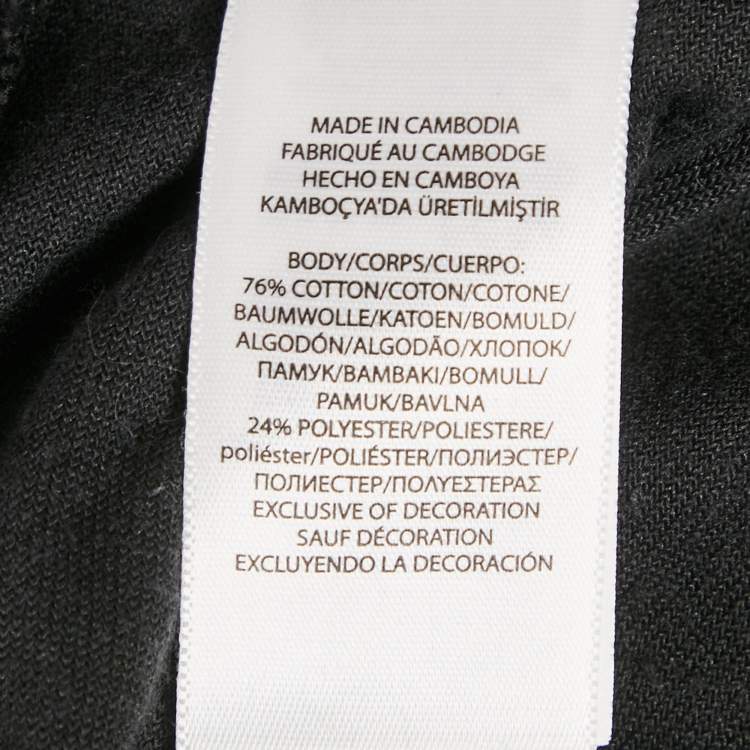 MADE IN CAMBODIA
FABRIQUÉ AU CAMBODGE
HECHO EN CAMBOYA
KAMBOÇYA'DA ÜRETİLMİŞTİR
BODY/CORPS/CUERPO:
76% COTTON/COTON/COTONE/
BAUMWOLLE/KATOEN/BOMULD/
ALGODÓN/ALGODÃO/ХЛОПОК/
ПАМУК/BAMBAKI/BOMULL/
PAMUK/BAVLNA
24% POLYESTER/POLIESTERE/
poliéster/POLIÉSTER/ПОЛИЭСТЕР/
ПОЛИЕСТЕР/ΠΟΛΥΕΣΤΕΡΑΣ
EXCLUSIVE OF DECORATION
SAUF DÉCORATION
EXCLUYENDO LA DECORACIÓN